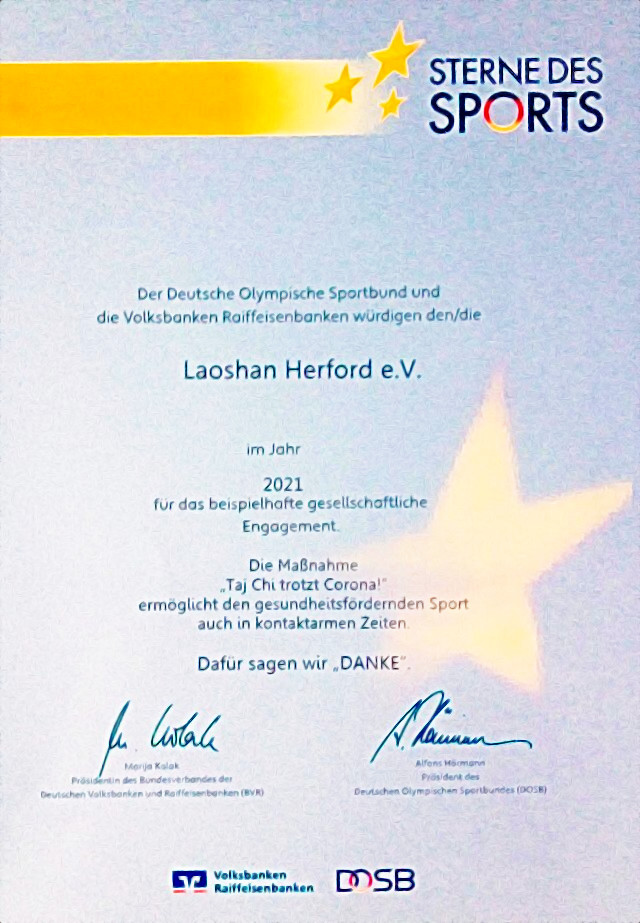 STERNE DES
SPORTS
Der Deutsche Olympische Sportbund und
die Volksbanken Raiffeisenbanken würdigen den/die
Laoshan Herford e.V.
im Jahr
2021
für das beispielhafte gesellschaftliche
Engagement.
Die Maßnahme
„Taj Chi trotzt Corona!“
ermöglicht den gesundheitsfördernden Sport
auch in kontaktarmen Zeiten.
Dafür sagen wir „DANKE“.
Marija Kolak
Präsidentin des Bundesverbandes der
Deutschen Volksbanken und Raiffeisenbanken (BVR)
Alfons Hörmann
Präsident des
Deutschen Olympischen Sportbundes (DOSB)
Volksbanken
Raiffeisenbanken
DOSB